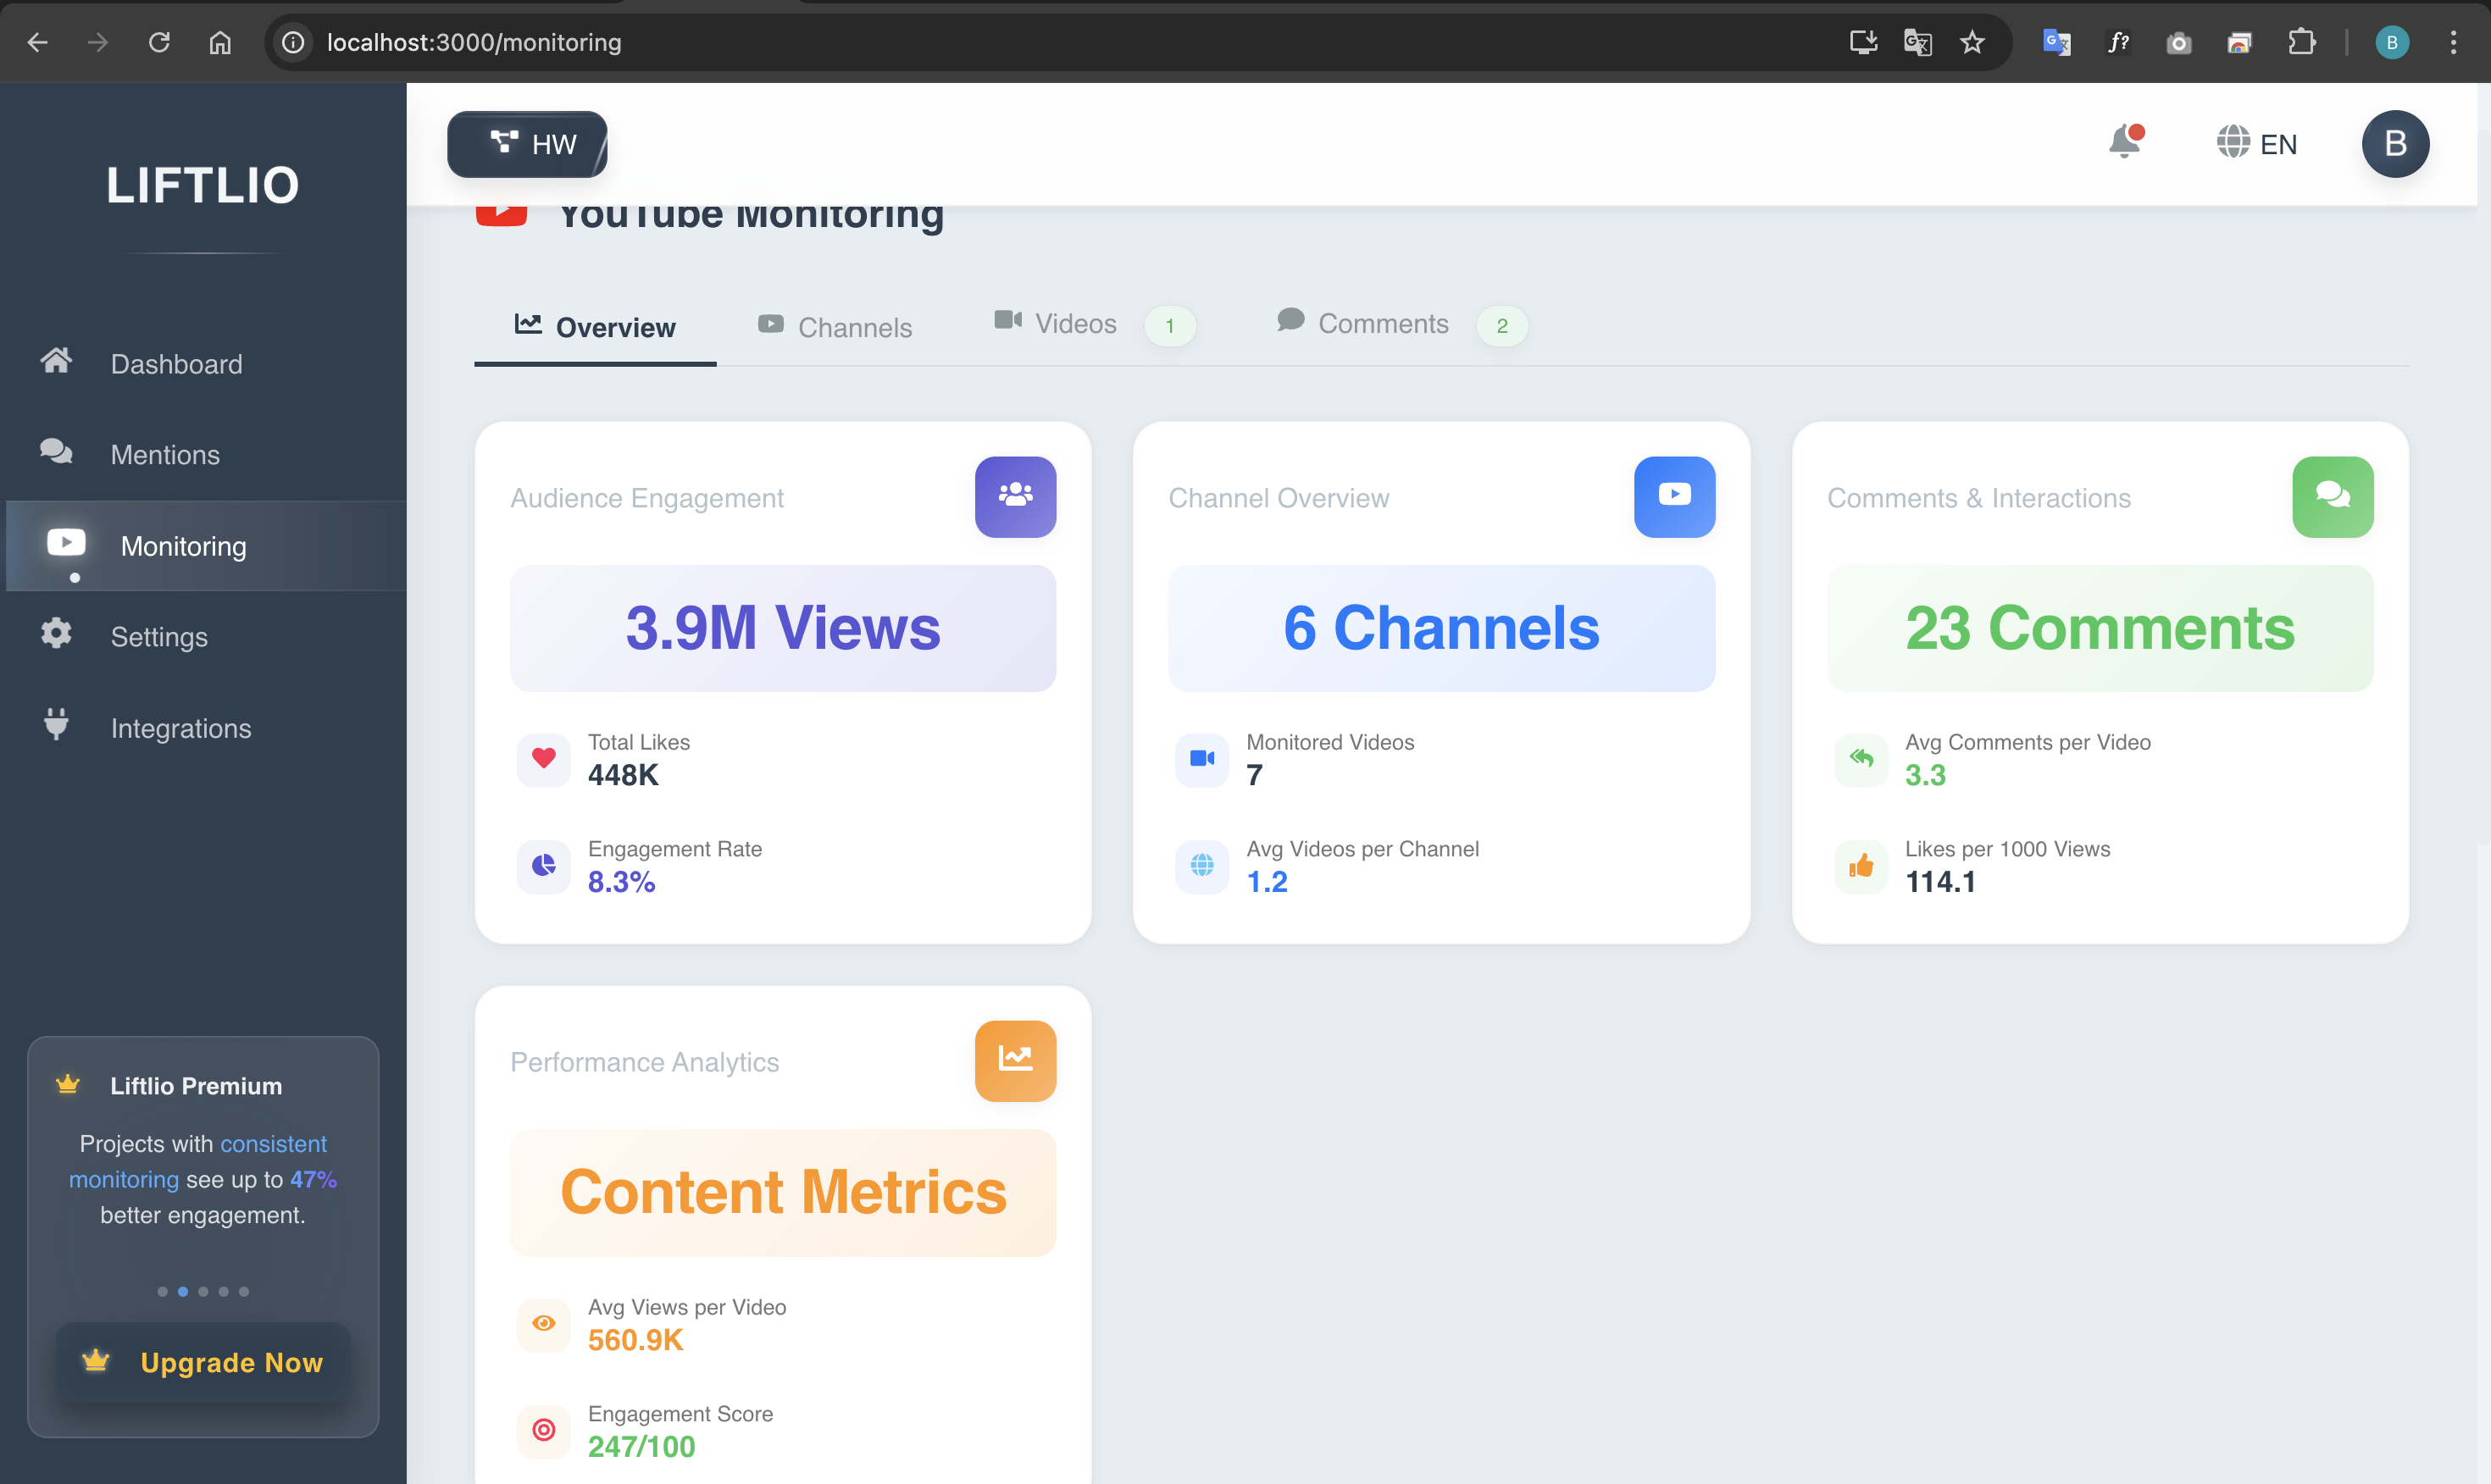 localhost:3000/monitoring
B
LIFTLIO
HW
EN
B
YouTube Monitoring
Dashboard
Mentions
Monitoring
Settings
Integrations
Overview
Channels
Videos 1
Comments 2
Audience Engagement
3.9M Views
Total Likes
448K
Engagement Rate
8.3%
Channel Overview
6 Channels
Monitored Videos
7
Avg Videos per Channel
1.2
Comments & Interactions
23 Comments
Avg Comments per Video
3.3
Likes per 1000 Views
114.1
Performance Analytics
Content Metrics
Avg Views per Video
560.9K
Engagement Score
247/100
Liftlio Premium
Projects with consistent
monitoring see up to 47%
better engagement.
Upgrade Now